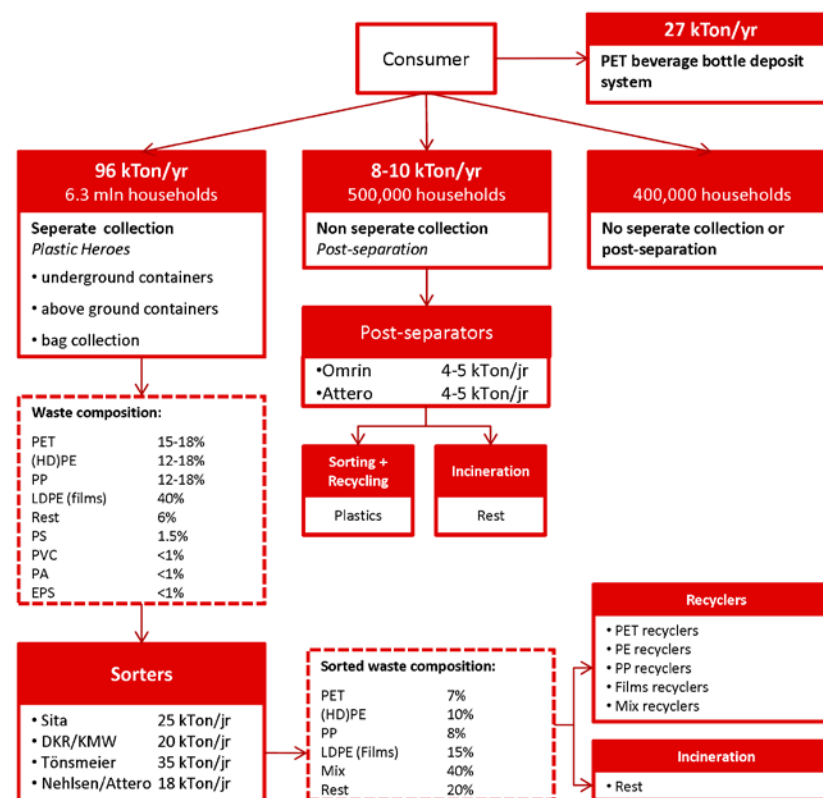 Consumer
27 kTon/yr
PET beverage bottle deposit
system
96 kTon/yr
6.3 mln households
Seperate collection
Plastic Heroes
• underground containers
• above ground containers
• bag collection
8-10 kTon/yr
500,000 households
Non seperate collection
Post-separation
400,000 households
No seperate collection or
post-separation
Post-separators
•Omrin 4-5 kTon/jr
•Attero 4-5 kTon/jr
Sorting +
Recycling
Plastics
Incineration
Rest
Waste composition:
PET 15-18%
(HD)PE 12-18%
PP 12-18%
LDPE (films) 40%
Rest 6%
PS 1.5%
PVC <1%
PA <1%
EPS <1%
Sorters
• Sita 25 kTon/jr
• DKR/KMW 20 kTon/jr
• Tönsmeier 35 kTon/jr
• Nehlsen/Attero 18 kTon/jr
Sorted waste composition:
PET 7%
(HD)PE 10%
PP 8%
LDPE (Films) 15%
Mix 40%
Rest 20%
Recyclers
• PET recyclers
• PE recyclers
• PP recyclers
• Films recyclers
• Mix recyclers
Incineration
• Rest